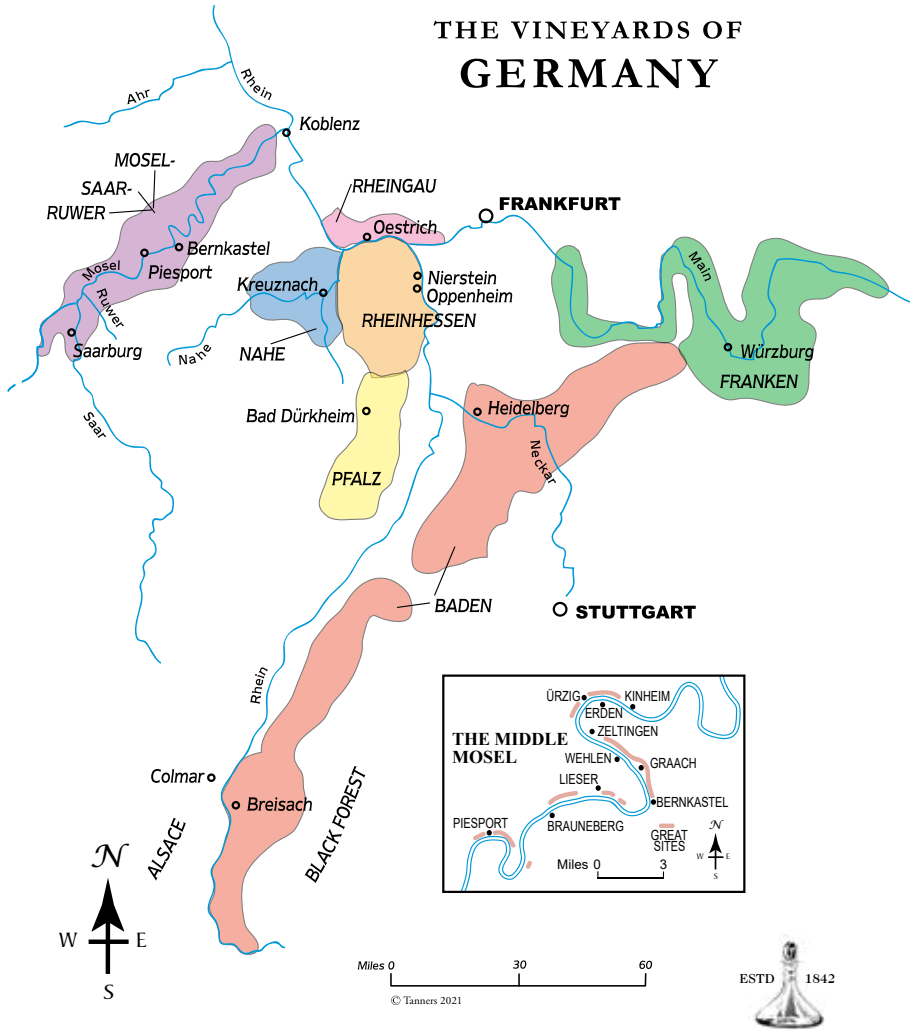 THE VINEYARDS OF
GERMANY
Ahr
Rhein
Koblenz
MOSEL-
SAAR-
RUWER
RHEINGAU
FRANKFURT
Oestrich
Bernkastel
Piesport
Mosel
Ruwer
Kreuznach
Nierstein
Oppenheim
Main
RHEINHESSEN
Saarburg
Nahe
NAHE
Würzburg
FRANKEN
Saar
Bad Dürkheim
Heidelberg
Neckar
PFALZ
BADEN
STUTTGART
Rhein
Colmar
Breisach
ALSACE
BLACK FOREST
THE MIDDLE
MOSEL
ÜRZIG
KINHEIM
ERDEN
ZELTINGEN
WEHLEN
GRAACH
LIESER
BERNKASTEL
PIESPORT
BRAUNEBERG
GREAT
SITES
N
W E
S
Miles 0 3
N
W E
S
Miles 0 30 60
© Tanners 2021
ESTD 1842